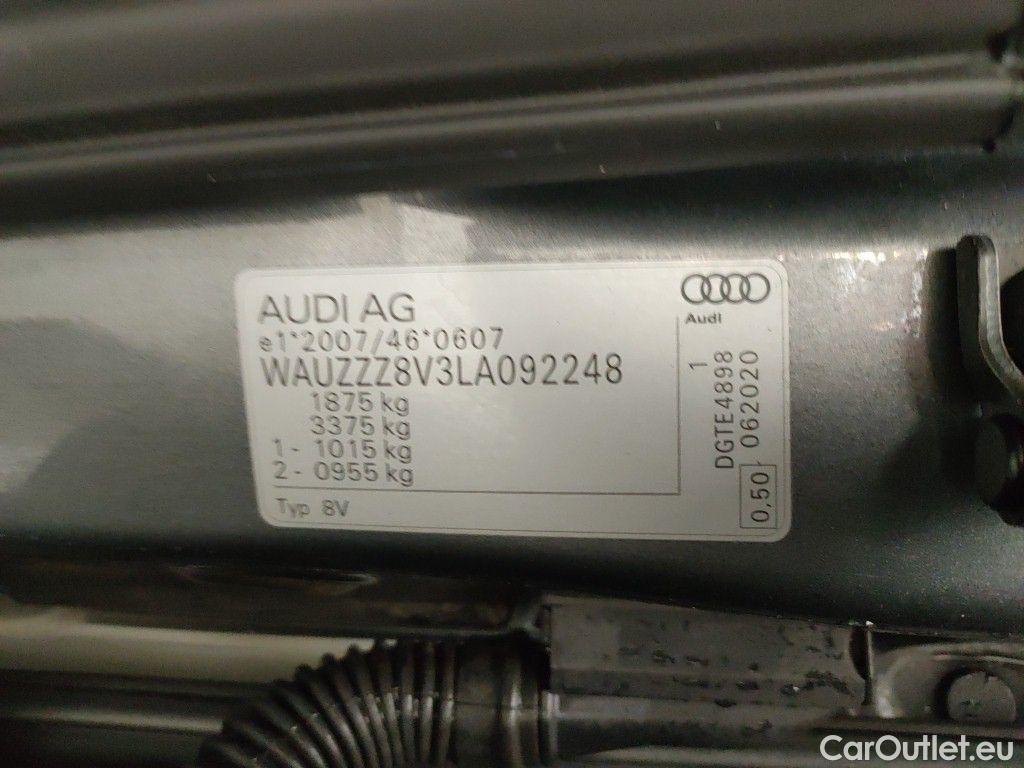 AUDI AG
e1*2007/46*0607
WAUZZZ8V3LA092248
1875 kg
3375 kg
1 - 1015 kg
2 - 0955 kg
Typ 8V
Audi
1
DGTE4898
062020
0,50
CarOutlet.eu